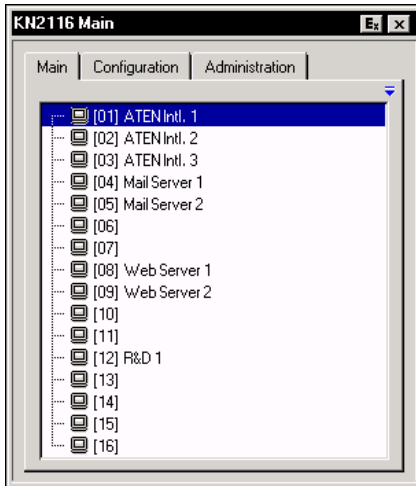 KN2116 Main
Ex X
Main Configuration Administration
[01] ATEN Intl. 1
[02] ATEN Intl. 2
[03] ATEN Intl. 3
[04] Mail Server 1
[05] Mail Server 2
[06]
[07]
[08] Web Server 1
[09] Web Server 2
[10]
[11]
[12] R&D 1
[13]
[14]
[15]
[16]